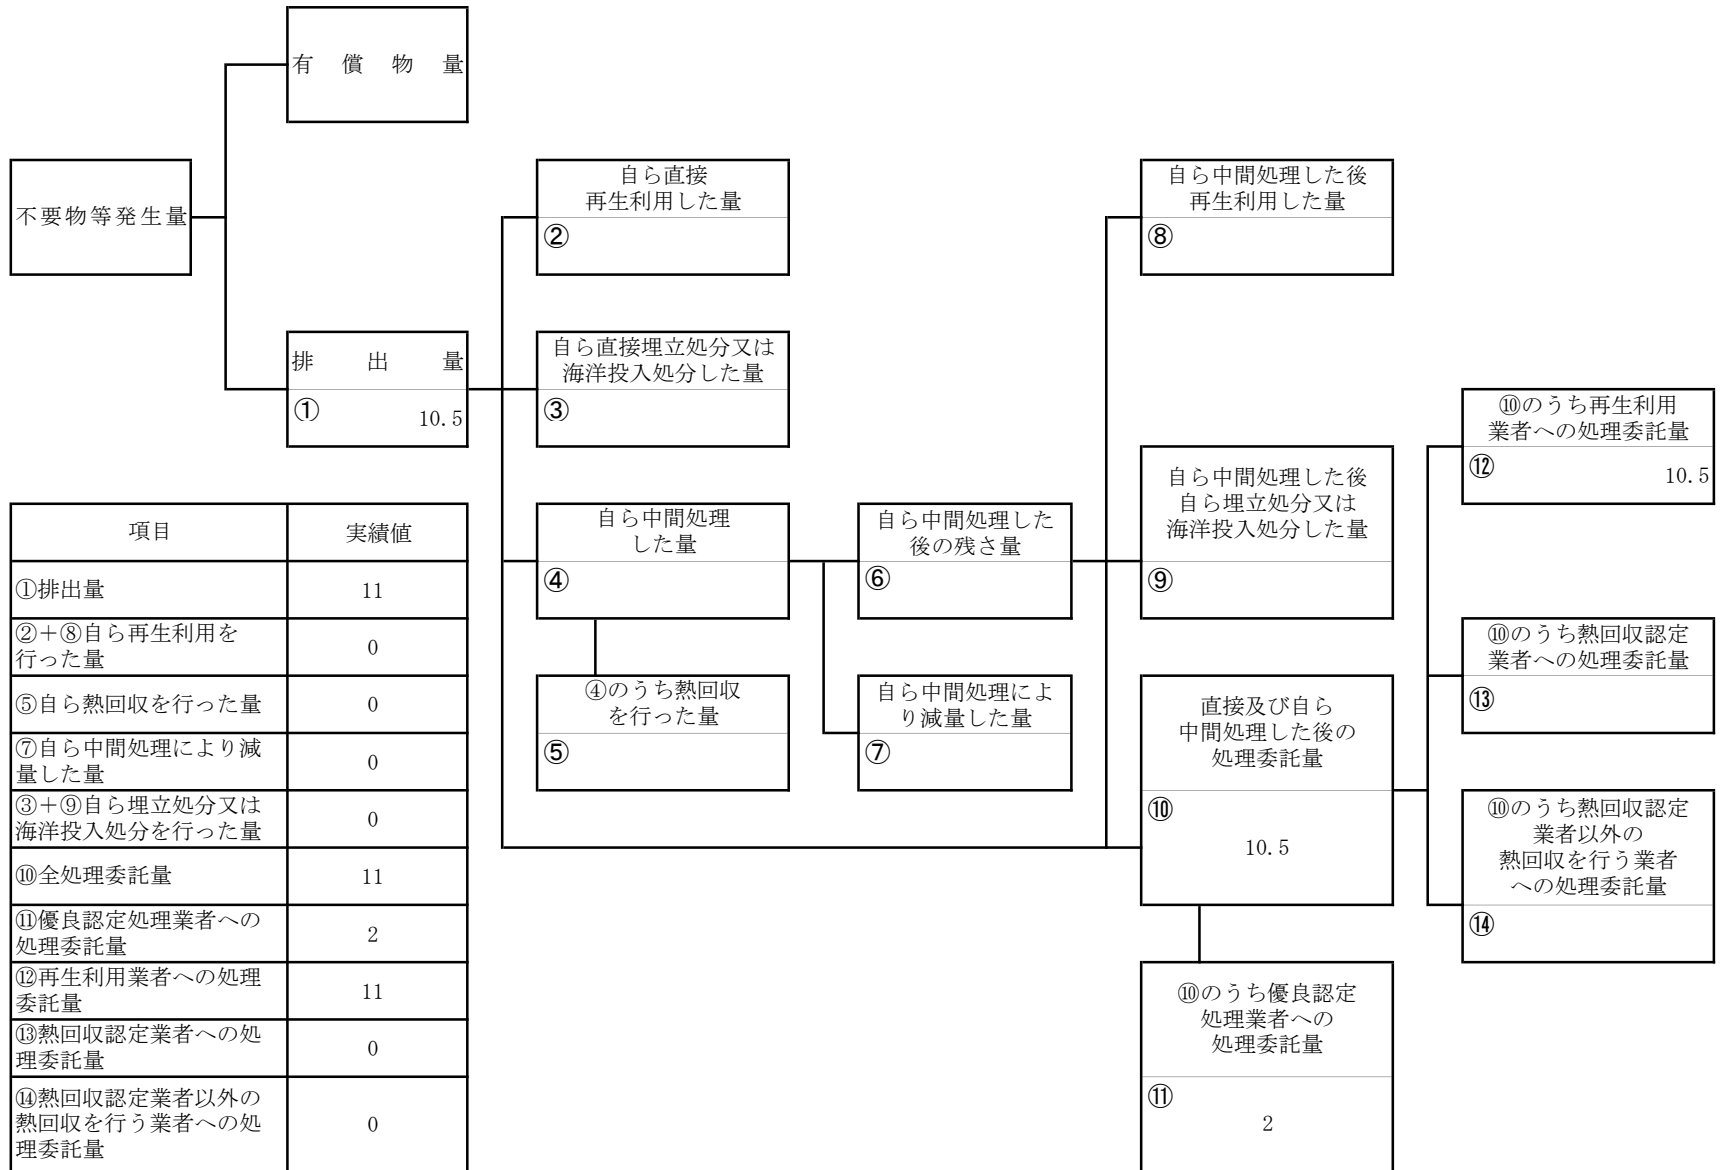 有償物量
不要物等発生量
自ら直接
再生利用した量
②
自ら中間処理した後
再生利用した量
⑧
排出量
①
10.5
自ら直接埋立処分又は
海洋投入処分した量
③
⑩のうち再生利用
業者への処理委託量
⑫
10.5
自ら中間処理
した量
④
自ら中間処理した
後の残さ量
⑥
自ら中間処理した後
自ら埋立処分又は
海洋投入処分した量
⑨
⑩のうち熱回収認定
業者への処理委託量
⑬
④のうち熱回収
を行った量
⑤
自ら中間処理によ
り減量した量
⑦
直接及び自ら
中間処理した後の
処理委託量
⑩
10.5
⑩のうち熱回収認定
業者以外の
熱回収を行う業者
への処理委託量
⑭
⑩のうち優良認定
処理業者への
処理委託量
⑪
2
項目 実績値
①排出量 11
②＋⑧自ら再生利用を
行った量 0
⑤自ら熱回収を行った量 0
⑦自ら中間処理により減
量した量 0
③＋⑨自ら埋立処分又は
海洋投入処分を行った量 0
⑩全処理委託量 11
⑪優良認定処理業者への
処理委託量 2
⑫再生利用業者への処理
委託量 11
⑬熱回収認定業者への処
理委託量 0
⑭熱回収認定業者以外の
熱回収を行う業者への処 0
理委託量